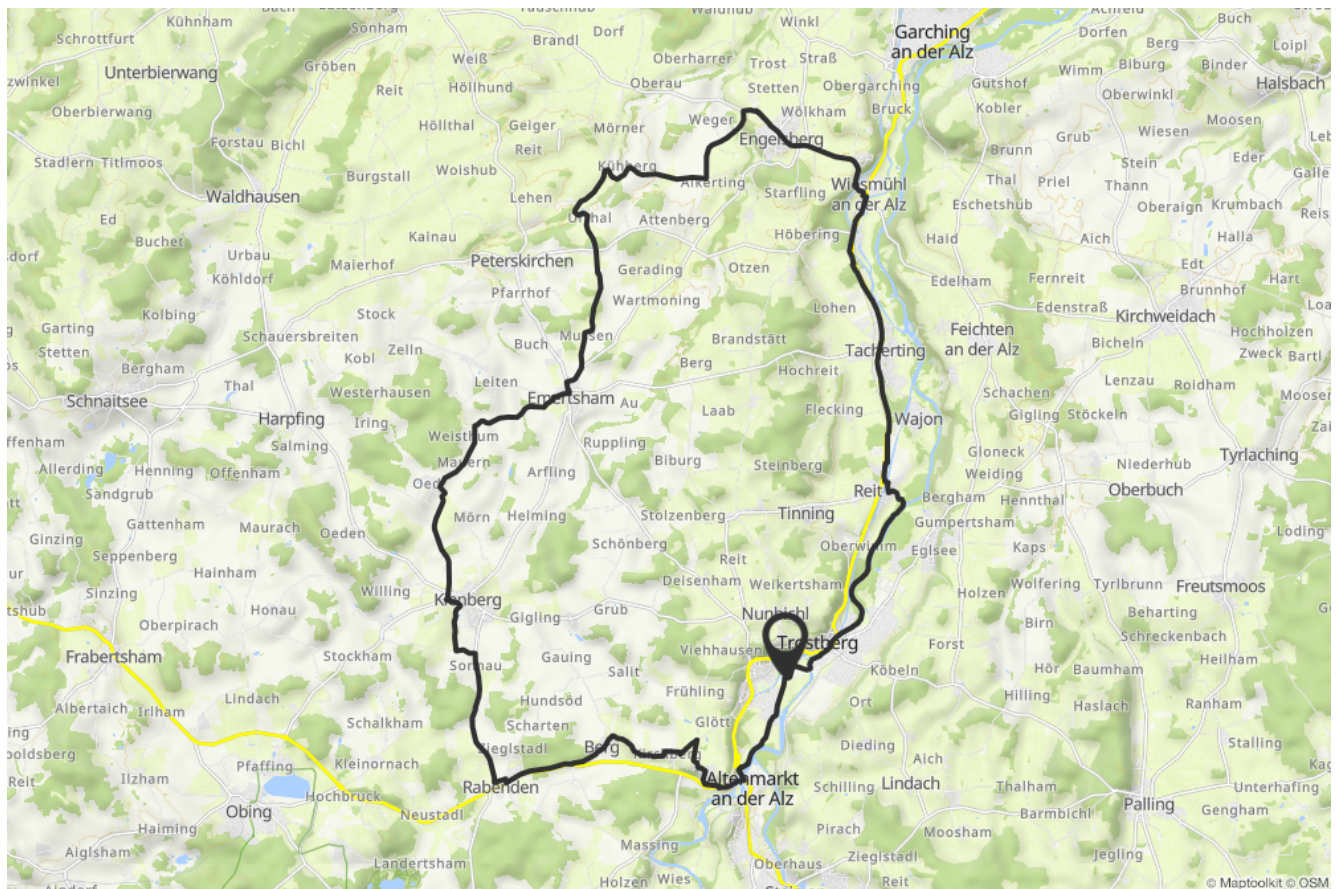 Kühnham
Tauschhub
Dorf
Waldhub
Winkl
Achfeld
Buch
Schrottfurt
Sonham
Brandl
Garching
an der Alz
Dorfen
Berg
Loipl
Unterbierwang
Gröben
Weiß
Oberharrer
Trost
Straß
Wimm
Biburg
Binder
Halsbach
zwinkel
Reit
Höllhund
Oberau
Stetten
Obergarching
Gutshof
Oberwinkl
Oberbierwang
Höllthal
Geiger
Mörner
Weger
Wölkham
Bruck
Kobler
Moosen
Forstau
Bichl
Reit
Engelsberg
Grub
Wiesen
Stadlern
Titlmoos
Burgstall
Woishub
Kühberg
Brunn
Stein
Eder
Waldhausen
Lehen
Alkerting
Starfling
Wiesmühl
an der Alz
Thal
Priel
Thann
Ed
Unthal
Attenberg
Eschetshub
Oberaign
Krumbach
Buchet
Kainau
Höbering
Haid
Aich
Halla
Urbau
Maierhof
Peterskirchen
Gerading
Otzen
Edelham
Fernreit
Edt
Hart
Köhldorf
Pfarrhof
Wartmoning
Lohen
Edenstraß
Brunnhof
Kolbing
Stock
Kirchweidach
Garting
Schauersbreiten
Buch
Brandstätt
Feichten
an der Alz
Hochholzen
Stetten
Kobl
Zelln
Berg
Tacherting
Bicheln
Zweck
Bartl
Bergham
Thal
Westerhausen
Leiten
Hochreit
Schachen
Lenzau
Roidham
Schnaitsee
Harpfing
Iring
Emertsham
Au
Laab
Flecking
Wajon
Gigling
Stöckeln
Moosen
Salming
Weisthum
Ruppling
Gloneck
Allerding
Henning
Offenham
Arfling
Biburg
Steinberg
Weiding
Niederhub
Tyrlaching
Sandgrub
Reit
Bergham
Hennthal
Oberbuch
Gattenham
Maurach
Oeden
Mörn
Helming
Stolzenberg
Tinning
Gumpertsham
Loding
Ginzing
Seppenberg
Schönberg
Eglsee
Kaps
Hainham
Reit
Deisenham
Weikertsham
Holzen
Wolfering
Tyrlbrunn
Freutsmoos
Sinzing
Honau
Willing
Kienberg
Gigling
Grub
Beharting
Oberpirach
Trostberg
Forst
Birn
Schreckenbach
Frabertsham
Stockham
Gauing
Salit
Viehhausen
Köbeln
Hör
Baumham
Heilham
Albertaich
Irlham
Lindach
Hundsöd
Frühling
Ort
Hilling
Haslach
Ranham
Schalkham
Scharten
Glött
Dieding
Stalling
Pfaffing
Kleinornach
Berg
Aich
Reit
Ilzham
Hochbruck
Rabenden
Altenmarkt
an der Alz
Schilling
Lindach
Thalham
Unterhafing
Obing
Neustadl
Barmbichl
Palling
Gengham
Haiming
Massing
Pirach
Moosham
Aiglsham
Landertsham
Oberhaus
Zieglstadl
Jegling
Holzen
Wies
Reit
© Maptoolkit © OSM